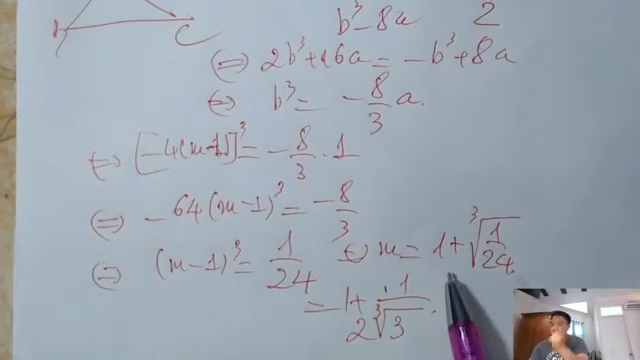 b³ - 8a 2
B C
⇔ 2b³ + 16a = -b³ + 8a
⇔ b³ = -8/3 a.
⇔ [-4(m-1)]³ = -8/3 . 1
⇔ -64(m-1)³ = -8/3
⇔ (m-1)³ = 1/24 ⇔ m = 1 + ∛(1/24).
= 1 + 1/(2∛3).